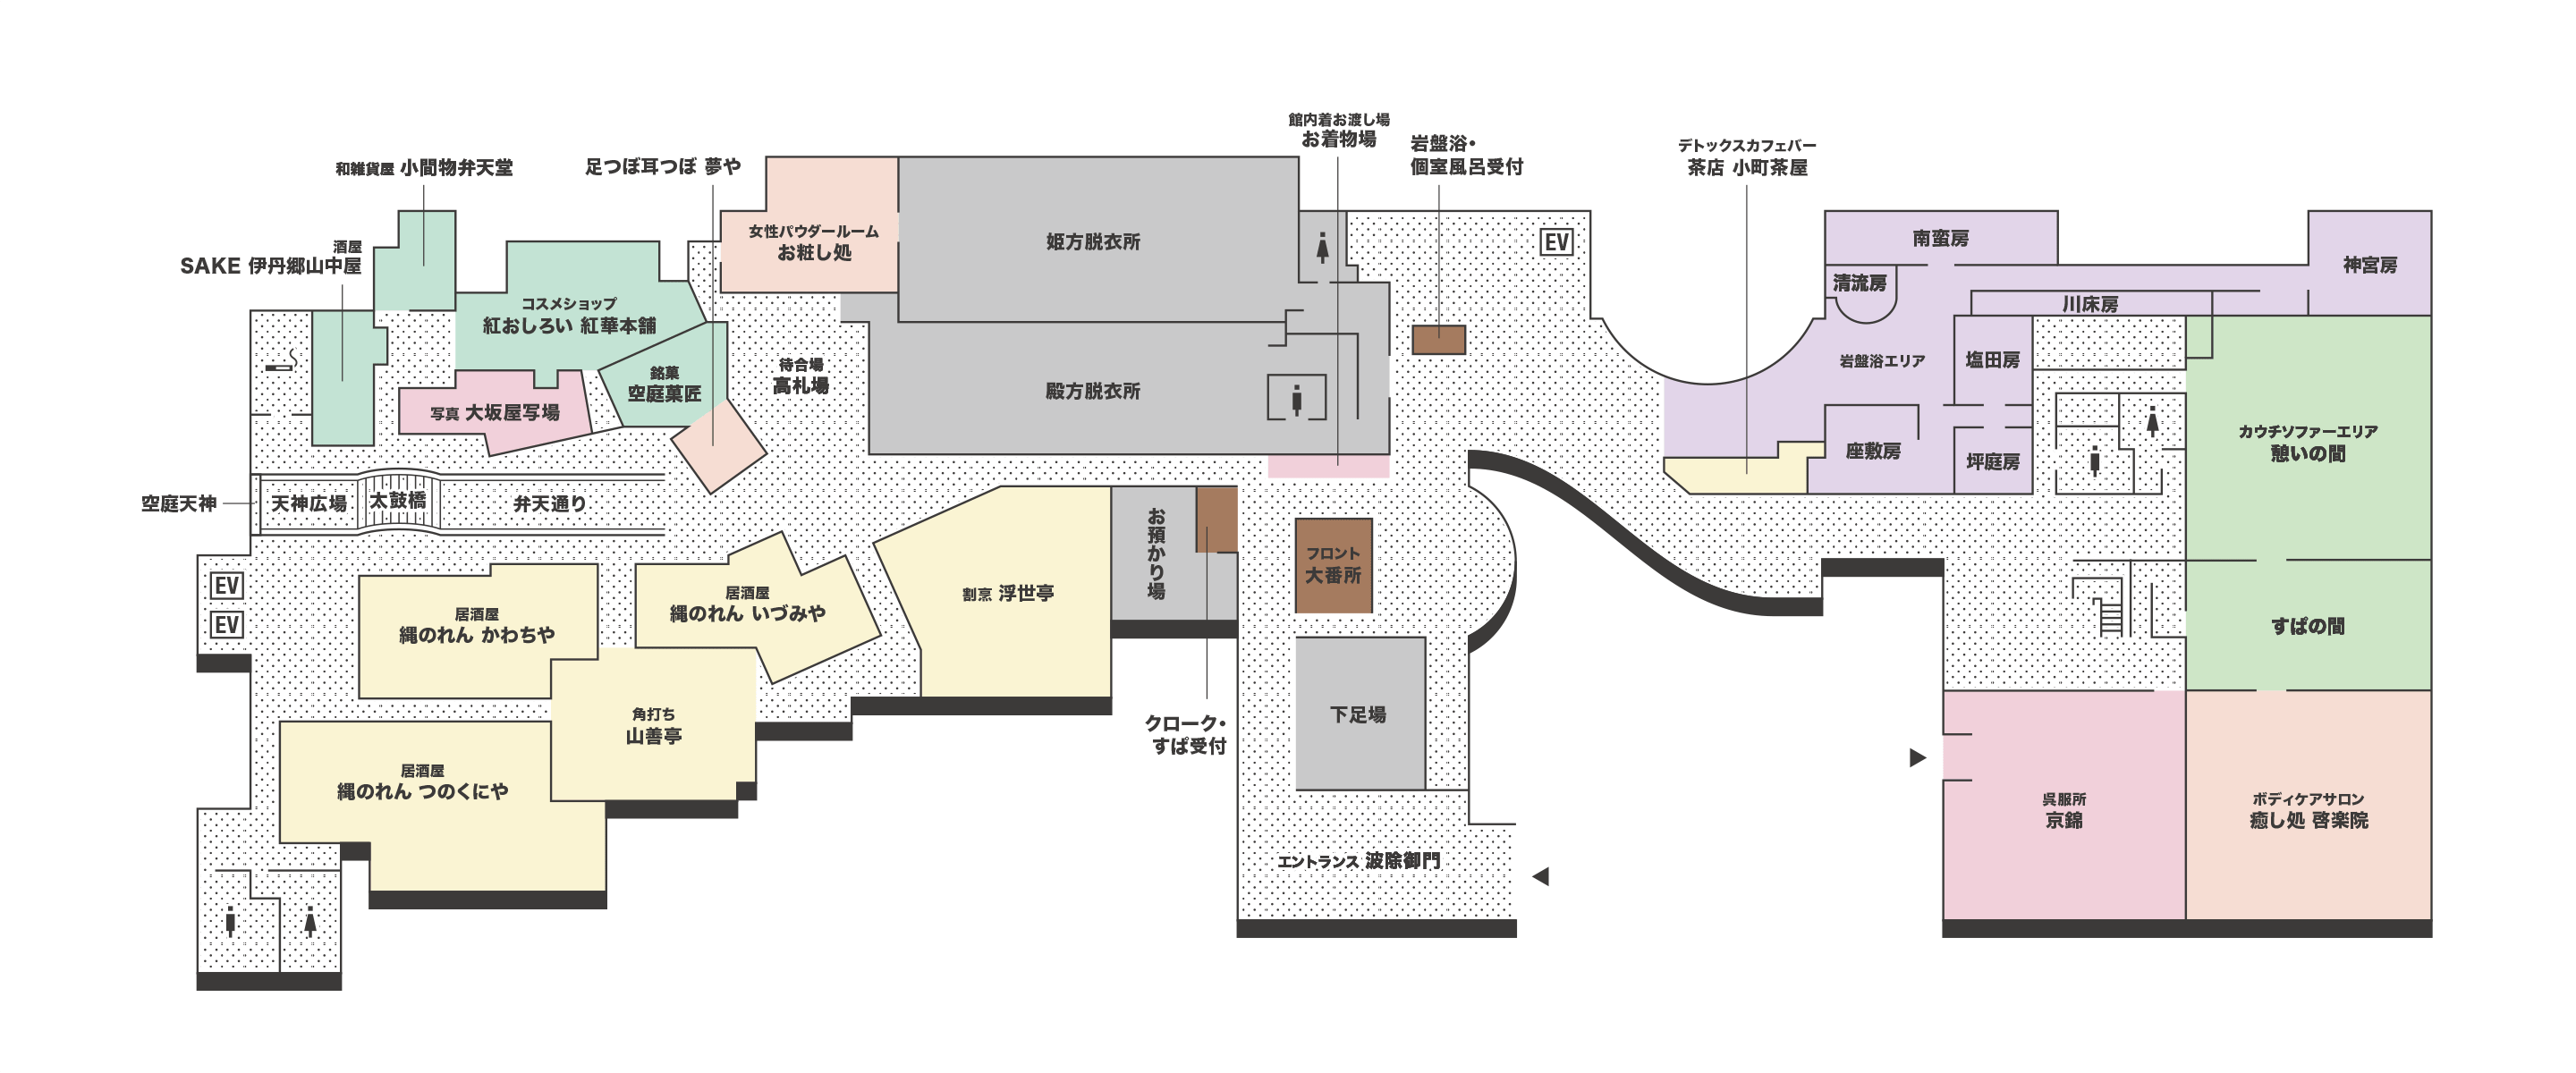 館内着お渡し場
お着物場
岩盤浴・
個室風呂受付
デトックスカフェバー
茶店 小町茶屋
和雑貨屋 小間物弁天堂
足つぼ耳つぼ 夢や
酒屋
SAKE 伊丹郷山中屋
女性パウダールーム
お粧し処
姫方脱衣所
EV
南蛮房
神宮房
清流房
川床房
コスメショップ
紅おしろい 紅華本舗
待合場
高札場
銘菓
空庭菓匠
殿方脱衣所
岩盤浴エリア
塩田房
写真 大坂屋写場
座敷房
坪庭房
カウチソファーエリア
憩いの間
空庭天神
天神広場
太鼓橋
弁天通り
お預かり場
フロント
大番所
EV
EV
居酒屋
縄のれん かわちや
居酒屋
縄のれん いづみや
割烹 浮世亭
すぱの間
角打ち
山善亭
クローク・
すぱ受付
下足場
居酒屋
縄のれん つのくにや
呉服所
京錦
ボディケアサロン
癒し処 啓楽院
エントランス 波除御門